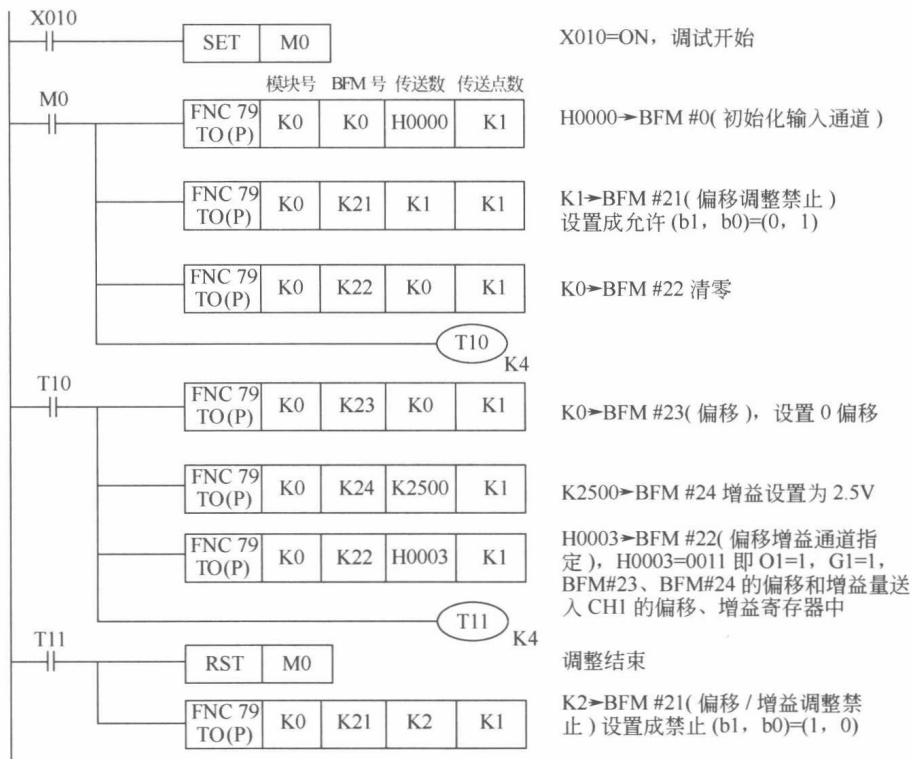 X010
SET M0
X010=ON，调试开始
模块号 BFM 号 传送数 传送点数
M0
FNC 79
TO(P) K0 K0 H0000 K1
H0000→BFM #0( 初始化输入通道 )
FNC 79
TO(P) K0 K21 K1 K1
K1→BFM #21( 偏移调整禁止 )
设置成允许 (b1，b0)=(0，1)
FNC 79
TO(P) K0 K22 K0 K1
K0→BFM #22 清零
T10
K4
T10
FNC 79
TO(P) K0 K23 K0 K1
K0→BFM #23( 偏移 )，设置 0 偏移
FNC 79
TO(P) K0 K24 K2500 K1
K2500→BFM #24 增益设置为 2.5V
FNC 79
TO(P) K0 K22 H0003 K1
H0003→BFM #22( 偏移增益通道指
定 )，H0003=0011 即 O1=1，G1=1，
BFM#23、BFM#24 的偏移和增益量送
入 CH1 的偏移、增益寄存器中
T11
K4
T11
RST M0
调整结束
FNC 79
TO(P) K0 K21 K2 K1
K2→BFM #21( 偏移 / 增益调整禁
止 ) 设置成禁止 (b1，b0)=(1，0)